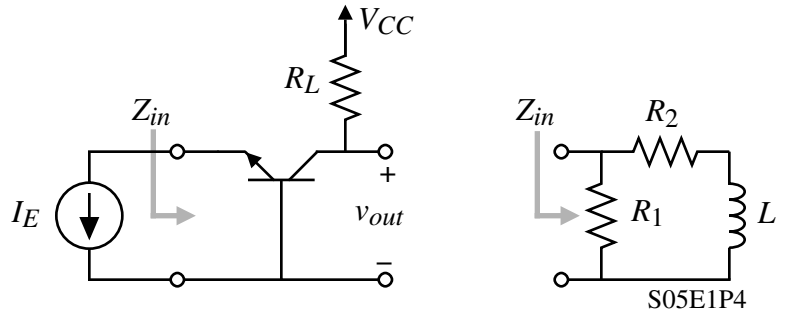 V_CC
R_L
Z_in
I_E
+
v_out
−
Z_in
R_2
R_1
L
S05E1P4